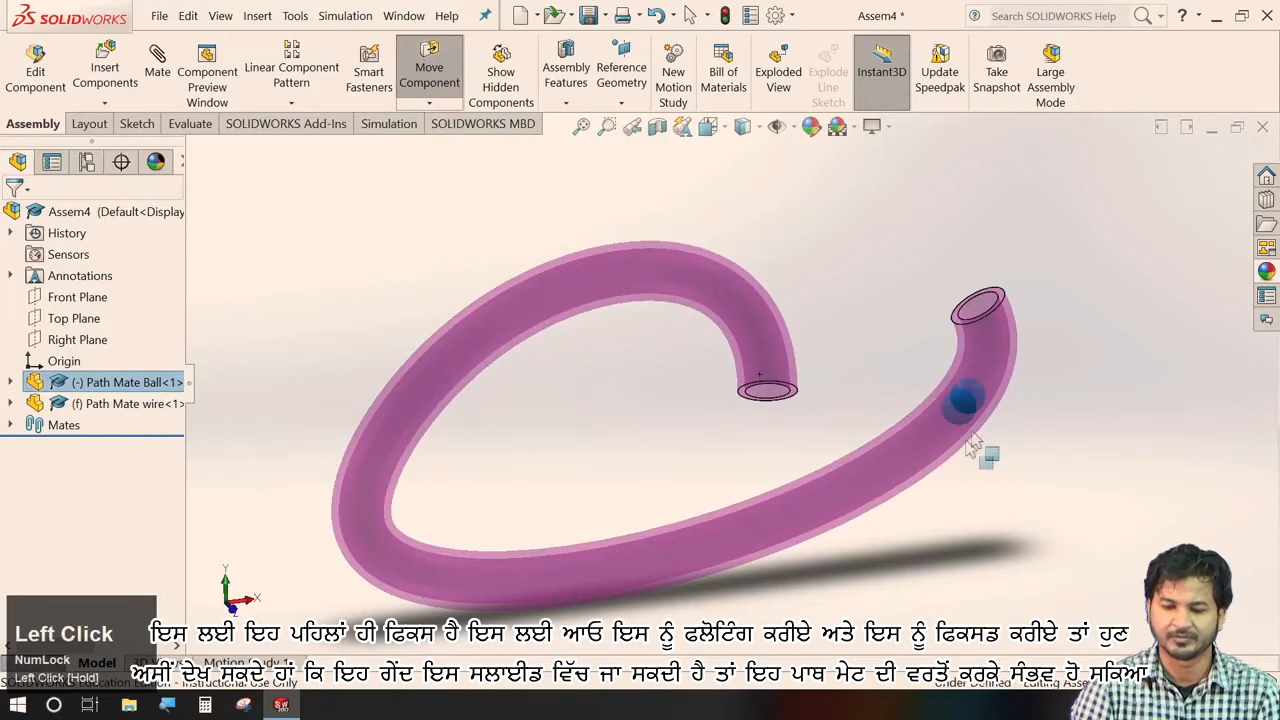 SOLIDWORKS File Edit View Insert Tools Simulation Window Help Assem4 * Search SOLIDWORKS Help
Edit Component
Insert Components
Mate
Component Preview Window
Linear Component Pattern
Smart Fasteners
Move Component
Show Hidden Components
Assembly Features
Reference Geometry
New Motion Study
Bill of Materials
Exploded View
Explode Line Sketch
Instant3D
Update Speedpak
Take Snapshot
Large Assembly Mode
Assembly Layout Sketch Evaluate SOLIDWORKS Add-Ins Simulation SOLIDWORKS MBD
Assem4 (Default<Display
History
Sensors
Annotations
Front Plane
Top Plane
Right Plane
Origin
(-) Path Mate Ball<1>
(f) Path Mate wire<1>
Mates
Y
X
Left Click
NumLock
Left Click [Hold]
Model
ਇਸ ਲਈ ਇਹ ਪਹਿਲਾਂ ਹੀ ਫਿਕਸ ਹੈ ਇਸ ਲਈ ਆਓ ਇਸ ਨੂੰ ਫਲੋਟਿੰਗ ਕਰੀਏ ਅਤੇ ਇਸ ਨੂੰ ਫਿਕਸਡ ਕਰੀਏ ਤਾਂ ਹੁਣ
ਅਸੀਂ ਦੇਖ ਸਕਦੇ ਹਾਂ ਕਿ ਇਹ ਗੇਂਦ ਇਸ ਸਲਾਈਡ ਵਿੱਚ ਜਾ ਸਕਦੀ ਹੈ ਤਾਂ ਇਹ ਪਾਥ ਮੇਟ ਦੀ ਵਰਤੋਂ ਕਰਕੇ ਸੰਭਵ ਹੋ ਸਕਿਆ